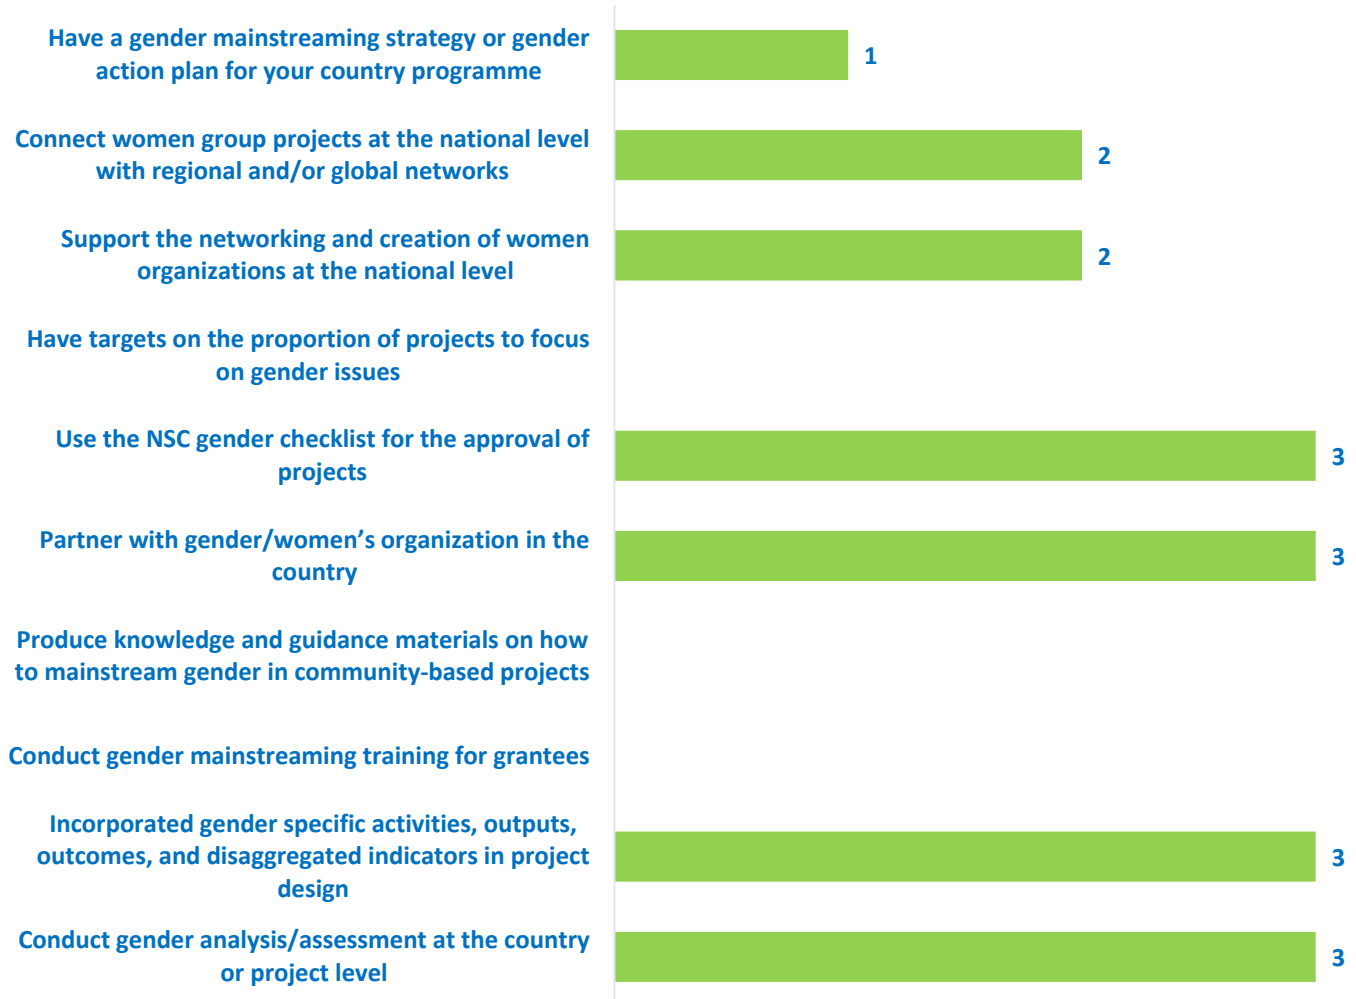 Have a gender mainstreaming strategy or gender
action plan for your country programme
1
Connect women group projects at the national level
with regional and/or global networks
2
Support the networking and creation of women
organizations at the national level
2
Have targets on the proportion of projects to focus
on gender issues
Use the NSC gender checklist for the approval of
projects
3
Partner with gender/women’s organization in the
country
3
Produce knowledge and guidance materials on how
to mainstream gender in community-based projects
Conduct gender mainstreaming training for grantees
Incorporated gender specific activities, outputs,
outcomes, and disaggregated indicators in project
design
3
Conduct gender analysis/assessment at the country
or project level
3